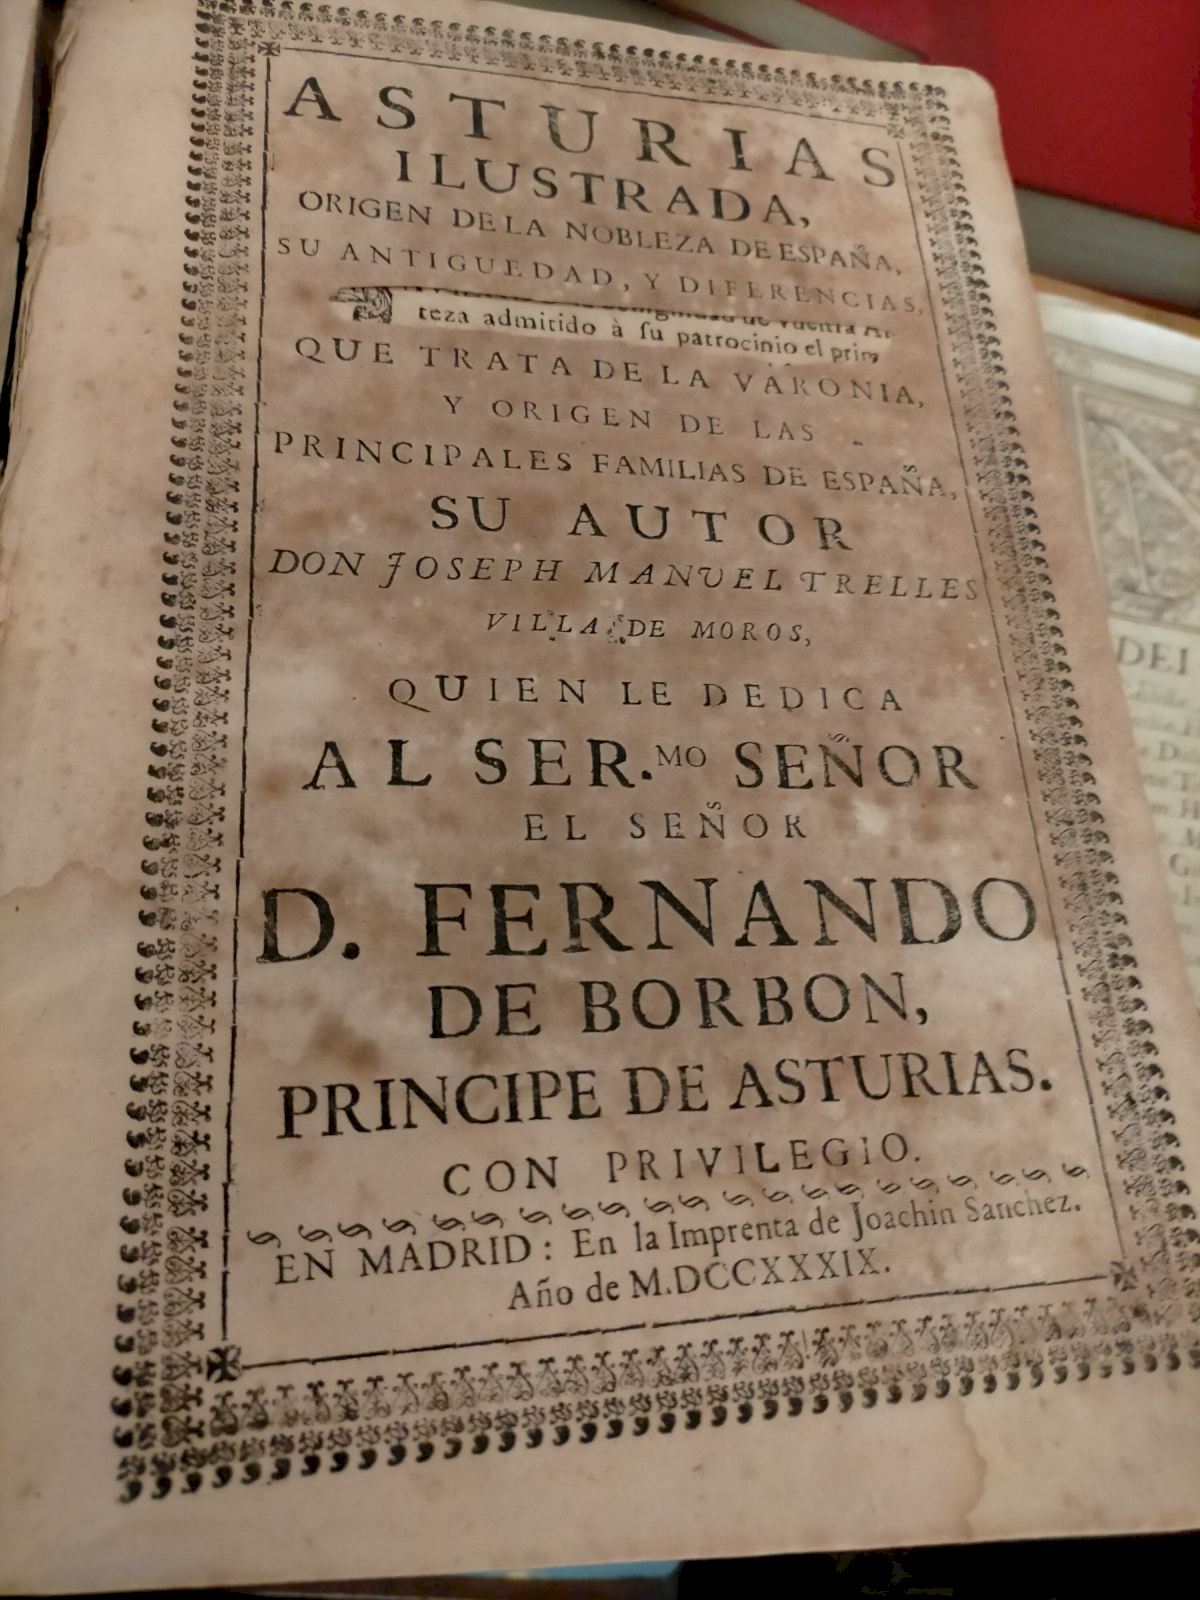 ASTURIAS
ILUSTRADA,
ORIGEN DE LA NOBLEZA DE ESPAÑA,
SU ANTIGUEDAD, Y DIFERENCIAS,
vuestra Al
teza admitido à su patrocinio el prim
QUE TRATA DE LA VARONIA,
Y ORIGEN DE LAS
PRINCIPALES FAMILIAS DE ESPAÑA,
SU AUTOR
DON JOSEPH MANUEL TRELLES
VILLA DE MOROS,
QUIEN LE DEDICA
AL SER.MO SEÑOR
EL SEÑOR
D. FERNANDO
DE BORBON,
PRINCIPE DE ASTURIAS.
CON PRIVILEGIO.
EN MADRID: En la Imprenta de Joachin Sanchez.
Año de M.DCCXXXIX.
DEI